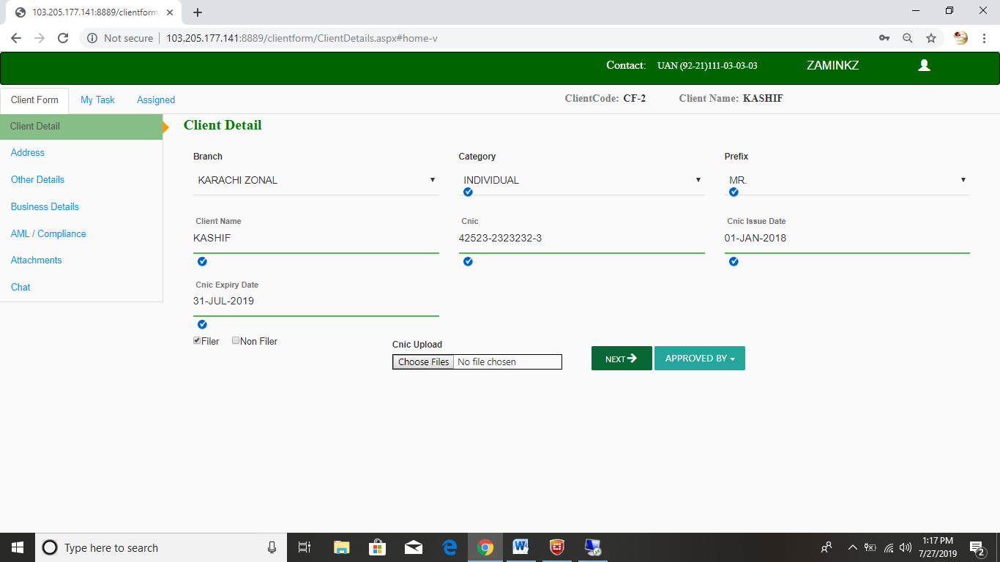 103.205.177.141:8889/clientform
Not secure
103.205.177.141:8889/clientform/ClientDetails.aspx#home-v
Contact: UAN (92-21)111-03-03-03 ZAMINKZ
Client Form My Task Assigned ClientCode: CF-2 Client Name: KASHIF
Client Detail
Address
Other Details
Business Details
AML / Compliance
Attachments
Chat
Client Detail
Branch Category Prefix
KARACHI ZONAL INDIVIDUAL MR.
Client Name Cnic Cnic Issue Date
KASHIF 42523-2323232-3 01-JAN-2018
Cnic Expiry Date
31-JUL-2019
Filer Non Filer
Cnic Upload
Choose Files No file chosen
NEXT APPROVED BY
Type here to search
1:17 PM
7/27/2019
2